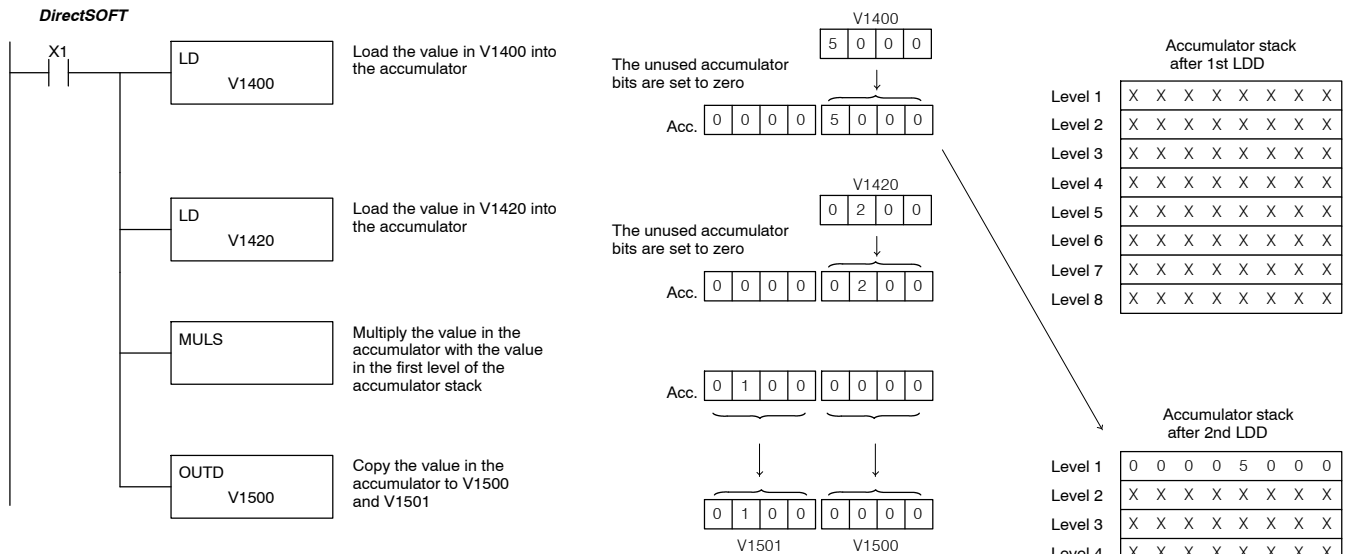 DirectSOFT
X1
LD
V1400
Load the value in V1400 into
the accumulator
LD
V1420
Load the value in V1420 into
the accumulator
MULS
Multiply the value in the
accumulator with the value
in the first level of the
accumulator stack
OUTD
V1500
Copy the value in the
accumulator to V1500
and V1501
V1400
5 0 0 0
The unused accumulator
bits are set to zero
Acc. 0 0 0 0 5 0 0 0
V1420
0 2 0 0
The unused accumulator
bits are set to zero
Acc. 0 0 0 0 0 2 0 0
Acc. 0 1 0 0 0 0 0 0
0 1 0 0 0 0 0 0
V1501 V1500
Accumulator stack
after 1st LDD
Level 1 X X X X X X X X
Level 2 X X X X X X X X
Level 3 X X X X X X X X
Level 4 X X X X X X X X
Level 5 X X X X X X X X
Level 6 X X X X X X X X
Level 7 X X X X X X X X
Level 8 X X X X X X X X
Accumulator stack
after 2nd LDD
Level 1 0 0 0 0 5 0 0 0
Level 2 X X X X X X X X
Level 3 X X X X X X X X
Level 4 X X X X X X X X